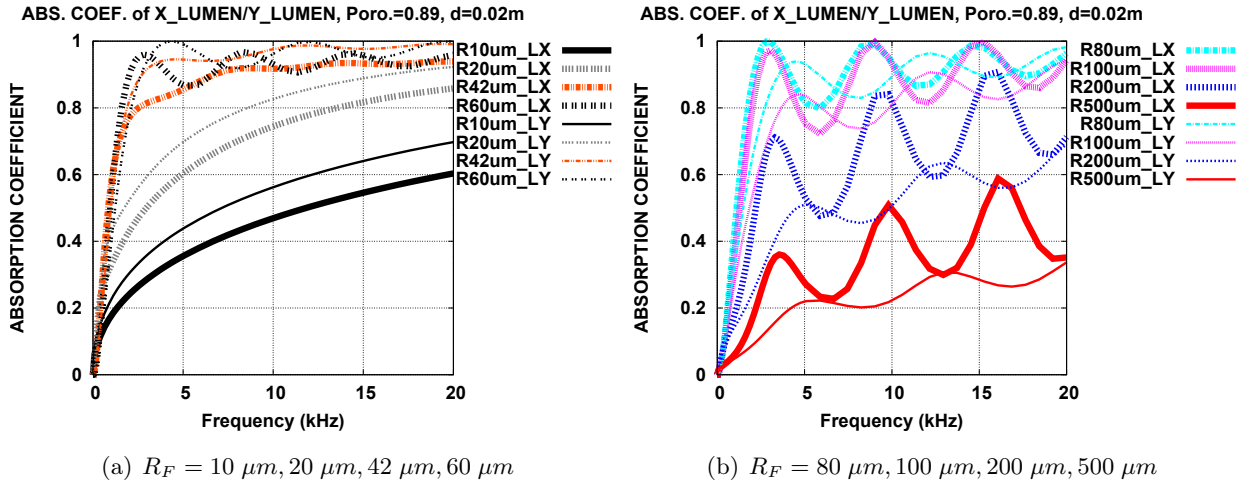 ABS. COEF. of X_LUMEN/Y_LUMEN, Poro.=0.89, d=0.02m
ABSORPTION COEFFICIENT
1
0.8
0.6
0.4
0.2
0
0 5 10 15 20
Frequency (kHz)
R10um_LX
R20um_LX
R42um_LX
R60um_LX
R10um_LY
R20um_LY
R42um_LY
R60um_LY
(a) R_F = 10 μm, 20 μm, 42 μm, 60 μm
ABS. COEF. of X_LUMEN/Y_LUMEN, Poro.=0.89, d=0.02m
ABSORPTION COEFFICIENT
1
0.8
0.6
0.4
0.2
0
0 5 10 15 20
Frequency (kHz)
R80um_LX
R100um_LX
R200um_LX
R500um_LX
R80um_LY
R100um_LY
R200um_LY
R500um_LY
(b) R_F = 80 μm, 100 μm, 200 μm, 500 μm